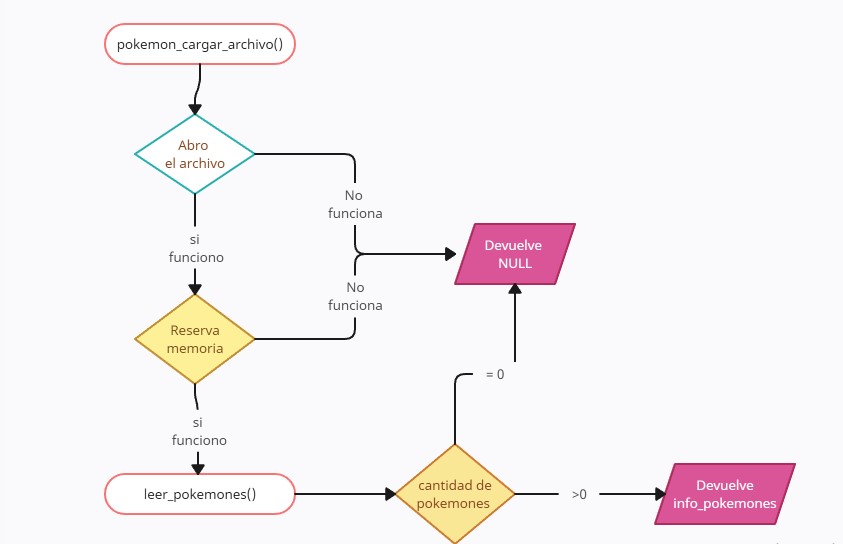 pokemon_cargar_archivo()
Abro
el archivo
No
funciona
si
funciono
Devuelve
NULL
No
funciona
Reserva
memoria
= 0
si
funciono
leer_pokemones()
cantidad de
pokemones
>0
Devuelve
info_pokemones